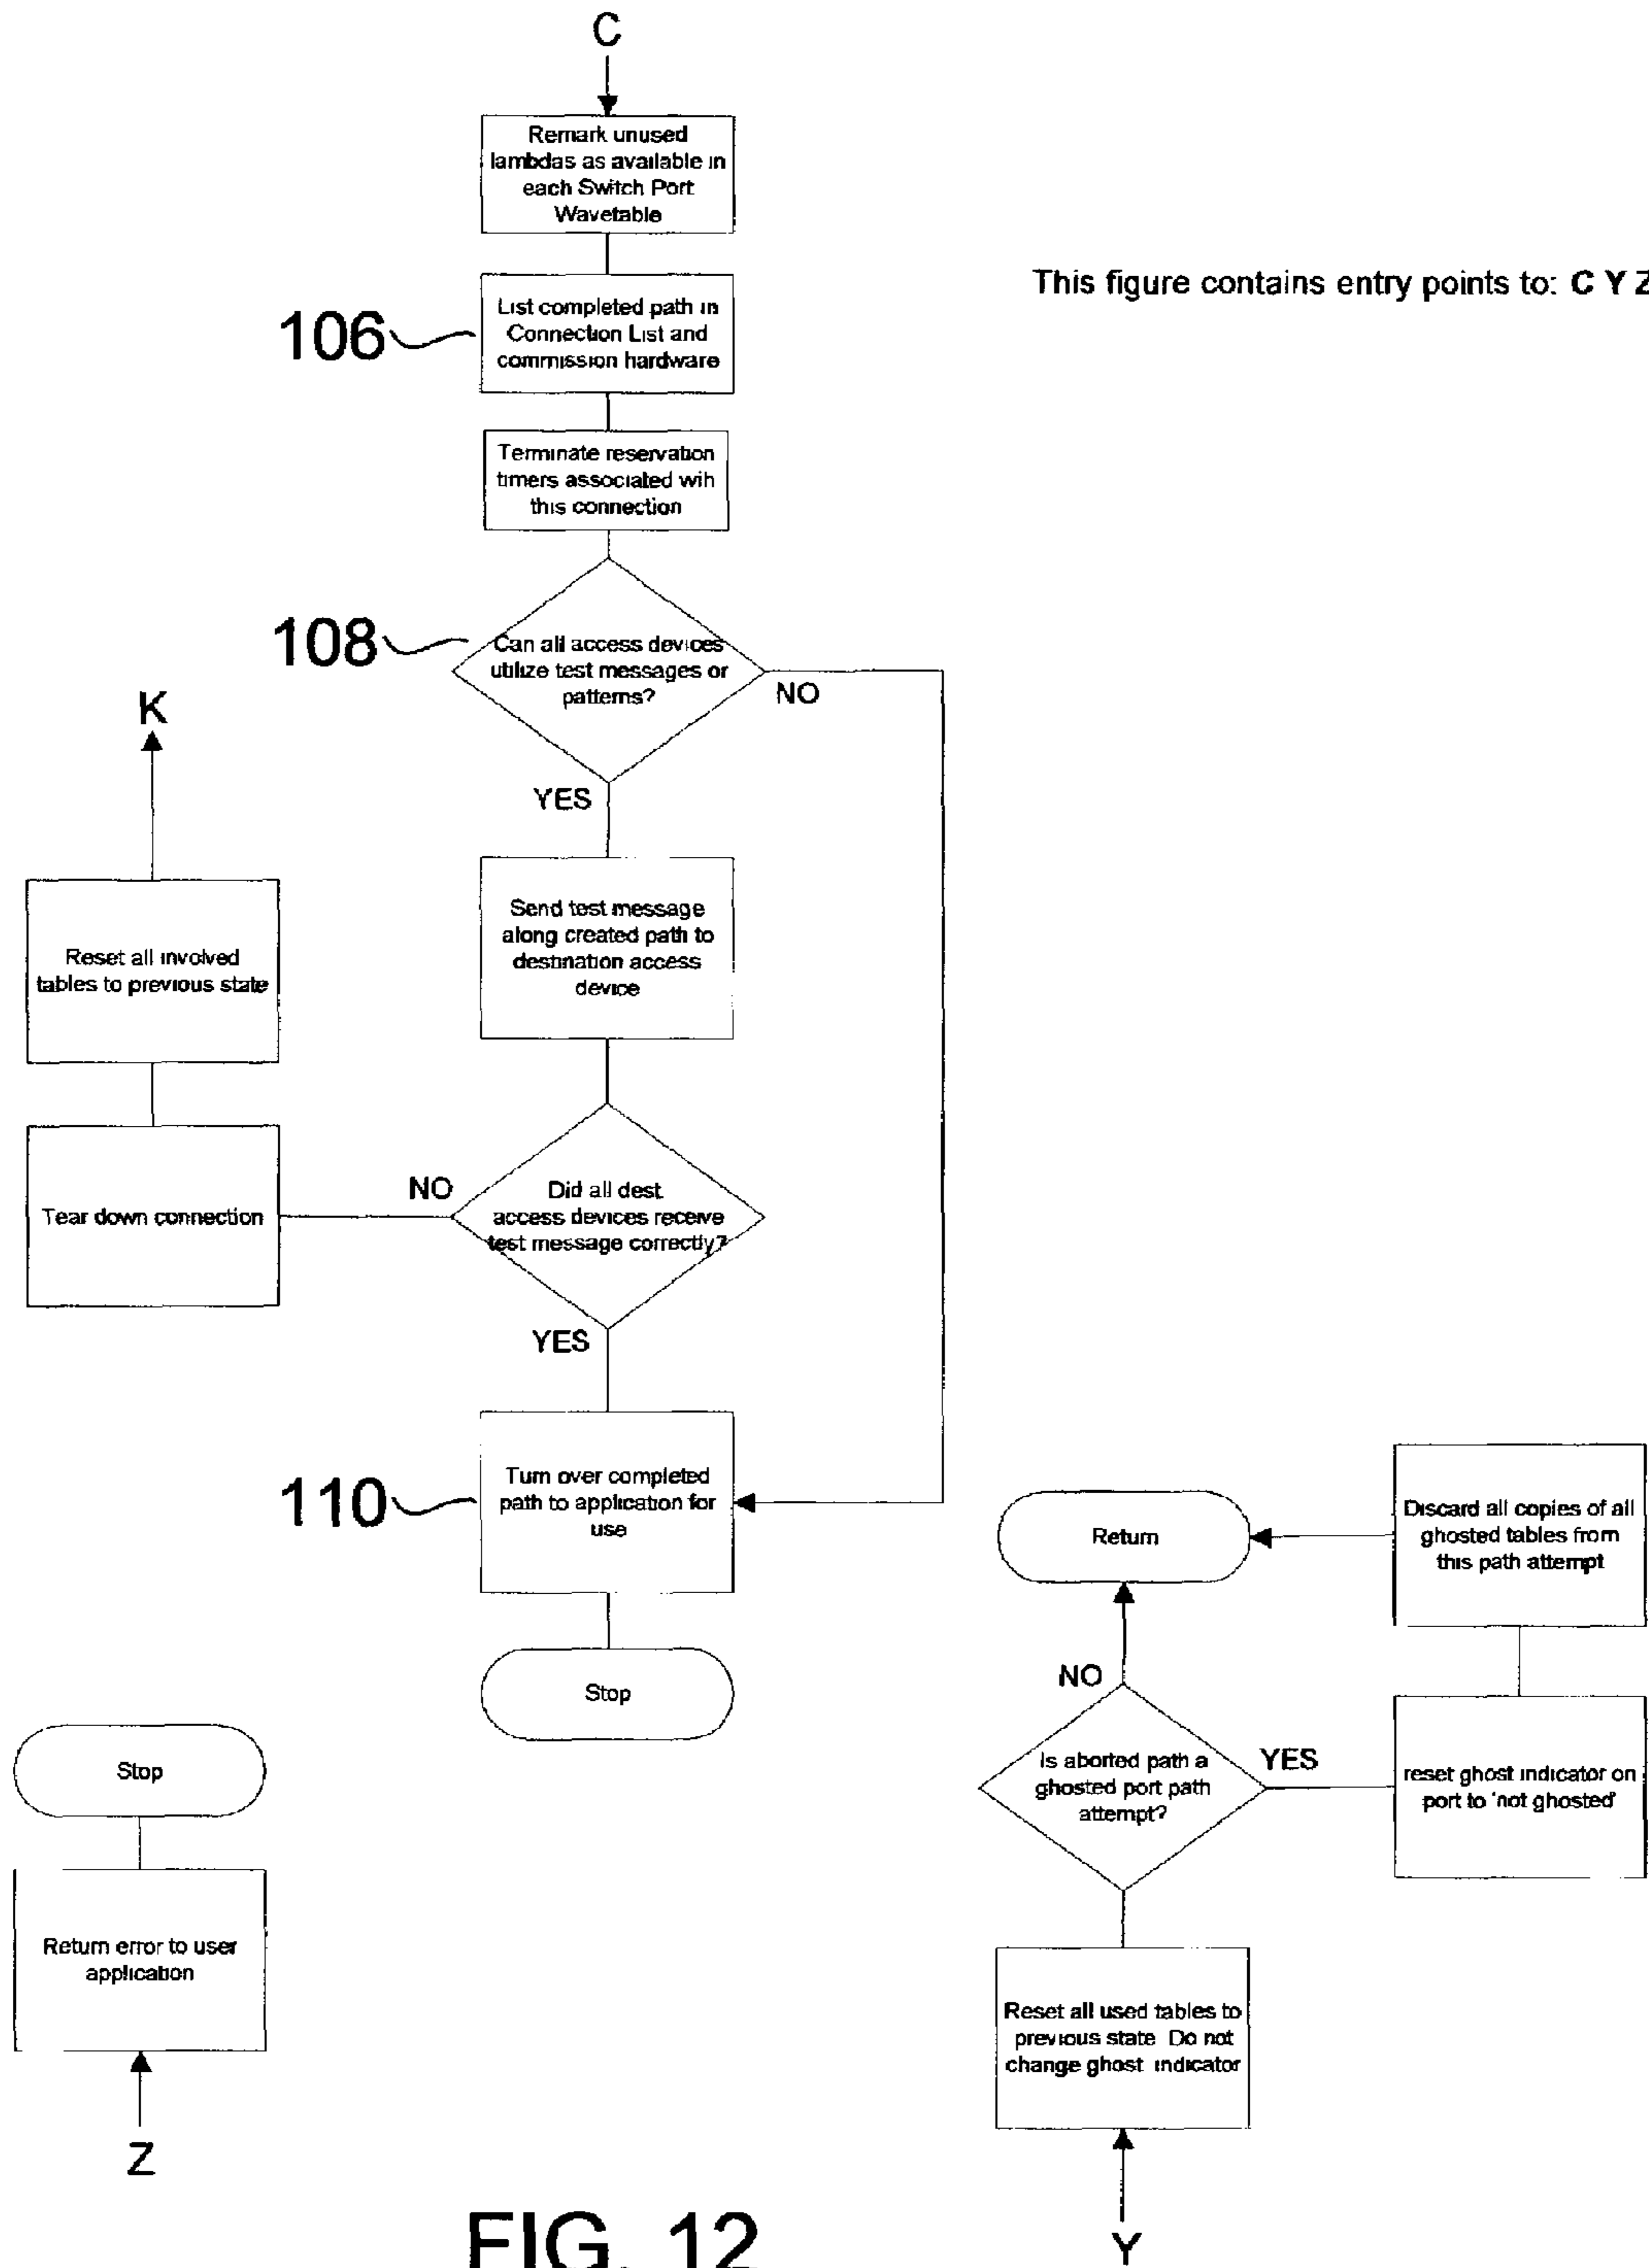 C
Remark unused
lambdas as available in
each Switch Port
Wavetable
This figure contains entry points to: C Y Z
106
List completed path in
Connection List and
commission hardware
Terminate reservation
timers associated wih
this connection
108
Can all access devices
utilize test messages or
patterns?
NO
YES
K
Send test message
along created path to
destination access
device
Reset all involved
tables to previous state
Tear down connection
NO
Did all dest
access devices receive
test message correctly?
YES
110
Turn over completed
path to application for
use
Stop
Return
Discard all copies of all
ghosted tables from
this path attempt
NO
Is aborted path a
ghosted port path
attempt?
YES
reset ghost indicator on
port to 'not ghosted'
Stop
Return error to user
application
Z
Reset all used tables to
previous state Do not
change ghost indicator
Y
FIG. 12